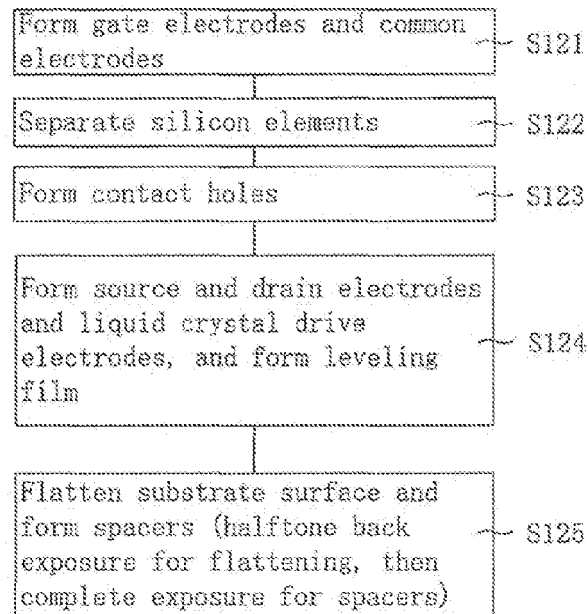 Form gate electrodes and common
electrodes
S121
Separate silicon elements
S122
Form contact holes
S123
Form source and drain electrodes
and liquid crystal drive
electrodes, and form leveling
film
S124
Flatten substrate surface and
form spacers (halftone back
exposure for flattening, then
complete exposure for spacers)
S125